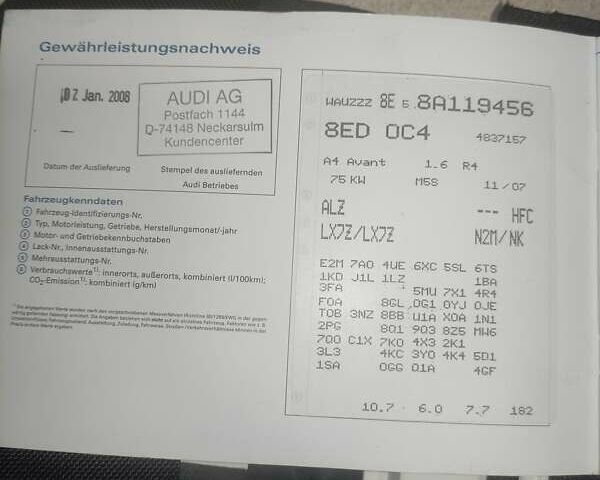 Gewährleistungsnachweis
02 Jan. 2008
AUDI AG
Postfach 1144
D-74148 Neckarsulm
Kundencenter
Datum der Auslieferung
Stempel des ausliefernden
Audi Betriebes
Fahrzeugkenndaten
① Fahrzeug-Identifizierungs-Nr.
② Typ, Motorleistung, Getriebe, Herstellungsmonat/-jahr
③ Motor- und Getriebekennbuchstaben
④ Lack-Nr., Innenausstattungs-Nr.
⑤ Mehrausstattungs-Nr.
⑥ Verbrauchswerte¹⁾: innerorts, außerorts, kombiniert (l/100km);
CO₂-Emission¹⁾: kombiniert (g/km)
WAUZZZ 8E 5 8A119456
8ED 0C4 4837157
A4 Avant 1.6 R4
75 KW M5S 11/07
ALZ --- HFC
LX7Z/LX7Z N2M/NK
E2M 7A0 4UE 6XC 5SL 6TS
1KD J1L 1LZ 1BA
3FA 5MU 7X1 4R4
F0A 8GL 0G1 0YJ 0JE
T0B 3NZ 8BB U1A X0A 1N1
2PG 801 903 8Z5 MW6
700 C1X 7K0 4X3 2K1
3L3 4KC 3Y0 4K4 5D1
1SA 0GG 01A 4GF
10.7 6.0 7.7 182